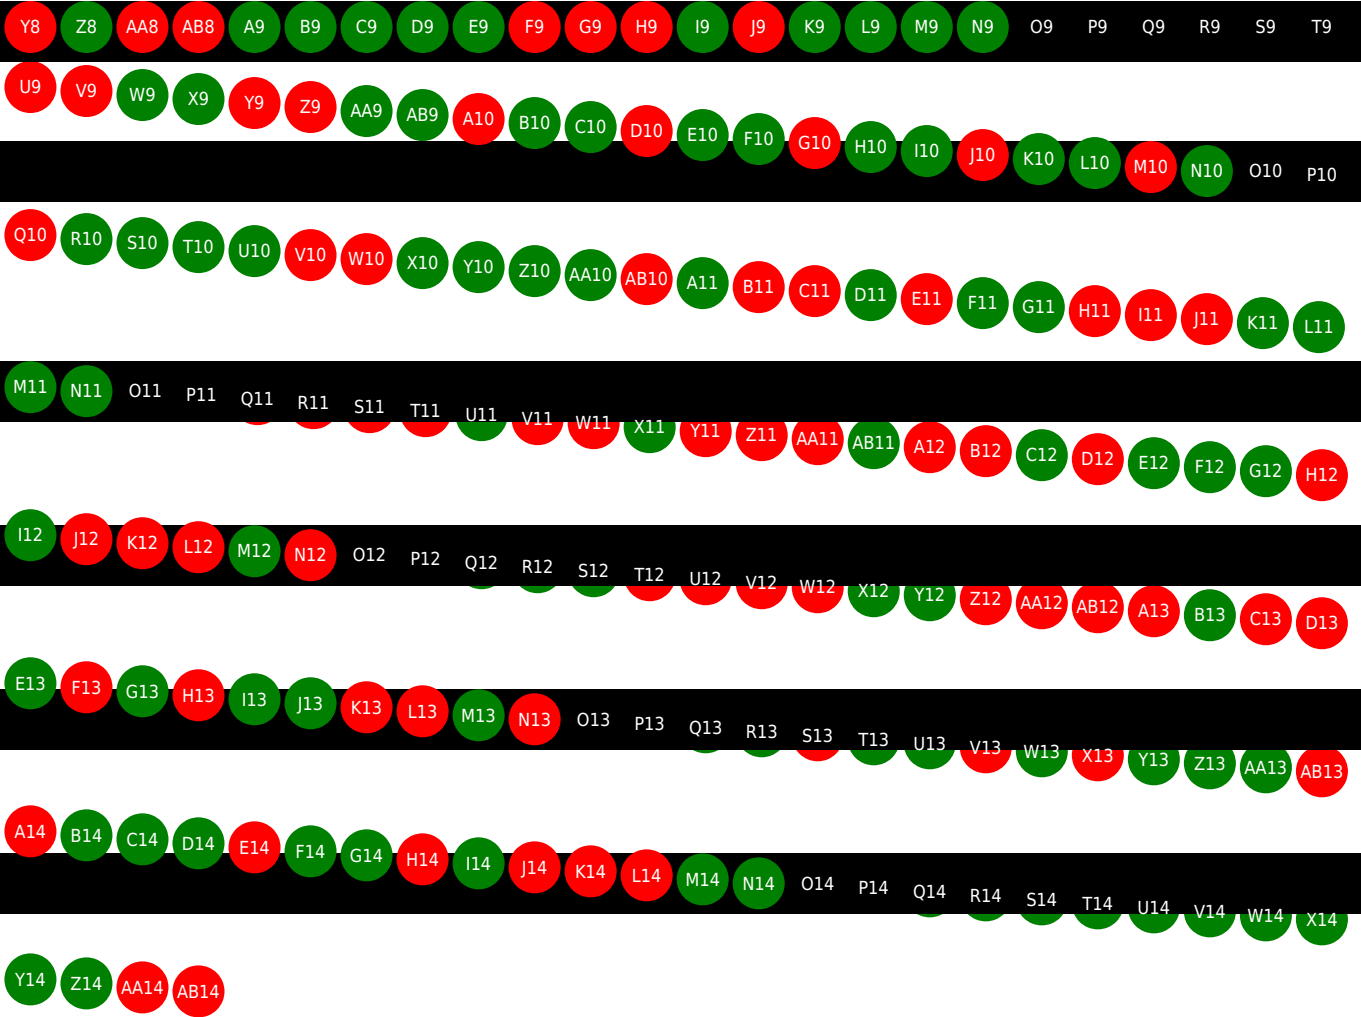 Y8 Z8 AA8 AB8 A9 B9 C9 D9 E9 F9 G9 H9 I9 J9 K9 L9 M9 N9 O9 P9 Q9 R9 S9 T9
U9 V9 W9 X9 Y9 Z9 AA9 AB9 A10 B10 C10 D10 E10 F10 G10 H10 I10 J10 K10 L10 M10 N10 O10 P10
Q10 R10 S10 T10 U10 V10 W10 X10 Y10 Z10 AA10 AB10 A11 B11 C11 D11 E11 F11 G11 H11 I11 J11 K11 L11
M11 N11 O11 P11 Q11 R11 S11 T11 U11 V11 W11 X11 Y11 Z11 AA11 AB11 A12 B12 C12 D12 E12 F12 G12 H12
I12 J12 K12 L12 M12 N12 O12 P12 Q12 R12 S12 T12 U12 V12 W12 X12 Y12 Z12 AA12 AB12 A13 B13 C13 D13
E13 F13 G13 H13 I13 J13 K13 L13 M13 N13 O13 P13 Q13 R13 S13 T13 U13 V13 W13 X13 Y13 Z13 AA13 AB13
A14 B14 C14 D14 E14 F14 G14 H14 I14 J14 K14 L14 M14 N14 O14 P14 Q14 R14 S14 T14 U14 V14 W14 X14
Y14 Z14 AA14 AB14